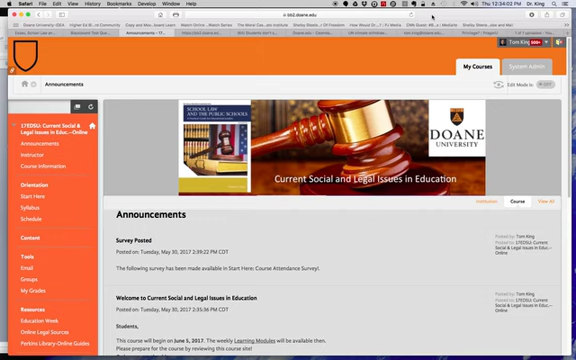 Safari File Edit View History Bookmarks Develop Window Help
Thu 12:34:02 PM Dr. King
bb2.doane.edu
Tom King
My Courses
System Admin
Announcements
Edit Mode is:
17EDSU: Current Social & Legal Issues in Educ.--Online
Announcements
Instructor
Course Information
Orientation
Start Here
Syllabus
Schedule
Content
Tools
Email
Groups
My Grades
Resources
Education Week
Online Legal Sources
Perkins Library-Online Guides
SCHOOL LAW
AND THE PUBLIC SCHOOLS
DOANE
UNIVERSITY
Current Social and Legal Issues in Education
Institution Course View All
Announcements
Survey Posted
Posted on: Tuesday, May 30, 2017 2:39:22 PM CDT
The following survey has been made available in Start Here: Course Attendance Survey!.
Posted by: Tom King
Posted to: 17EDSU: Current
Social & Legal Issues in Educ.--
Online
Welcome to Current Social and Legal Issues in Education
Posted on: Tuesday, May 30, 2017 2:35:36 PM CDT
Students,
This course will begin on June 5, 2017. The weekly Learning Modules will be available then.
Please prepare for the course by reviewing this course site!
Posted by: Tom King
Posted to: 17EDSU: Current
Social & Legal Issues in Educ.--
Online